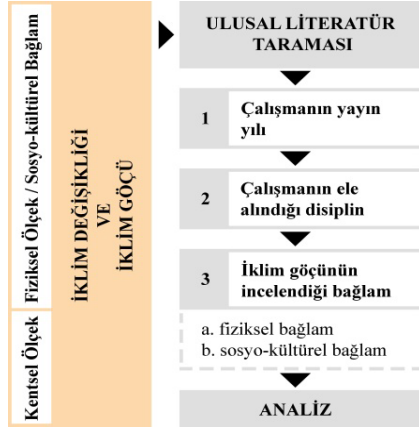 Fiziksel Ölçek / Sosyo-kültürel Bağlam
Kentsel Ölçek
İKLİM DEĞİŞİKLİĞİ
VE
İKLİM GÖÇÜ
ULUSAL LİTERATÜR
TARAMASI
1 Çalışmanın yayın
yılı
2 Çalışmanın ele
alındığı disiplin
3 İklim göçünün
incelendiği bağlam
a. fiziksel bağlam
b. sosyo-kültürel bağlam
ANALİZ